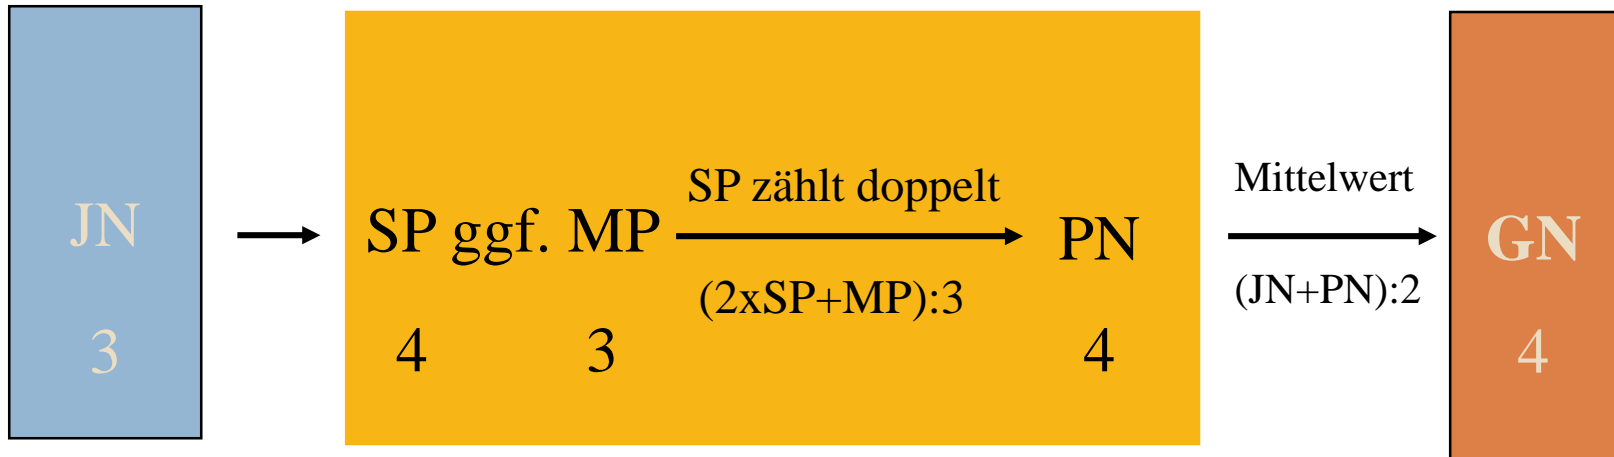 JN
3
SP ggf. MP
4 3
SP zählt doppelt
(2xSP+MP):3
PN
4
Mittelwert
(JN+PN):2
GN
4